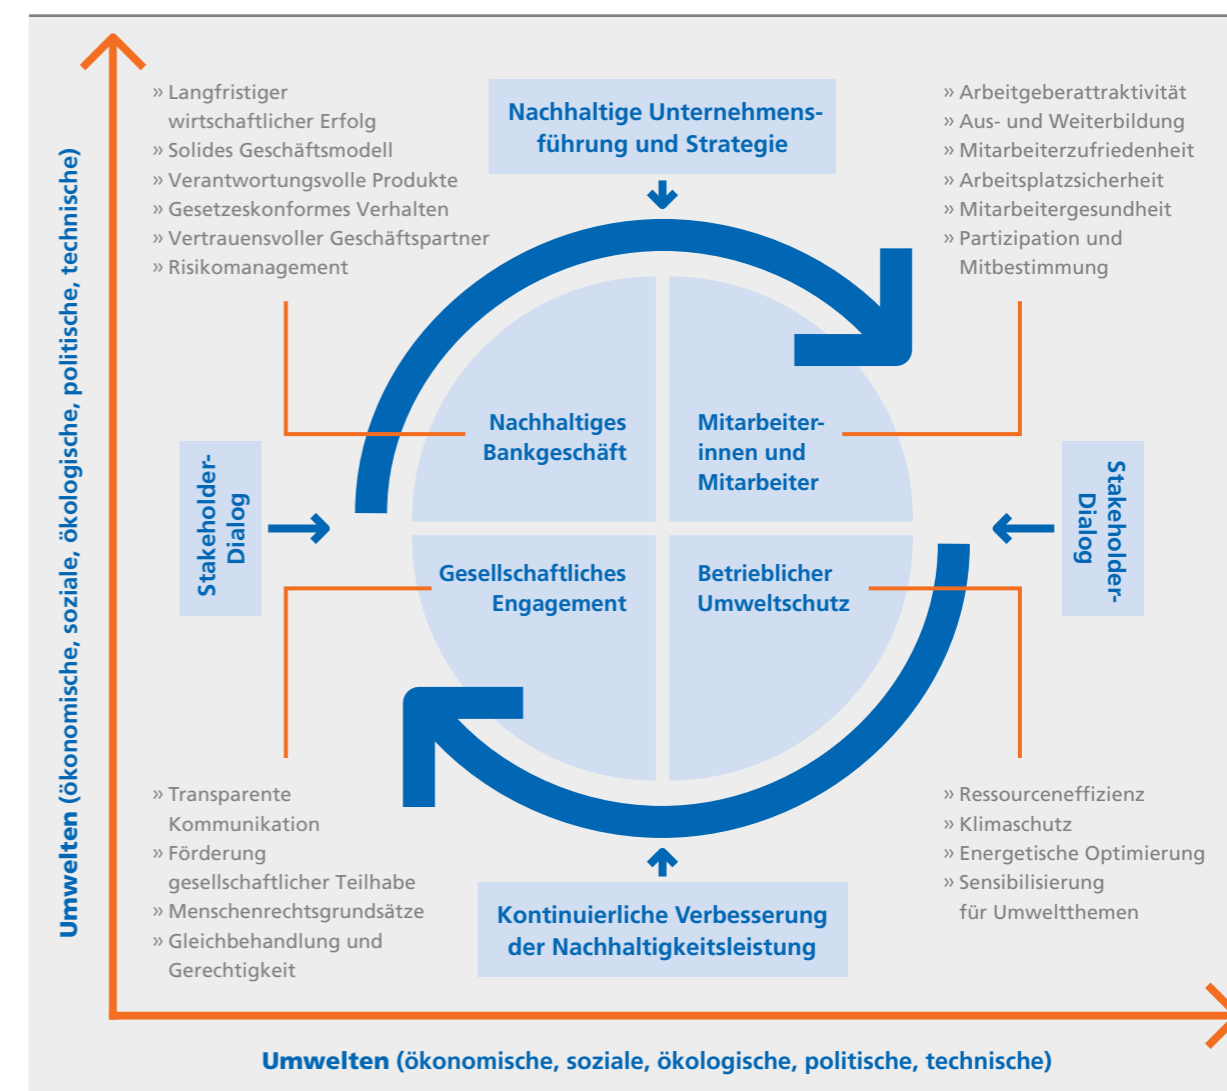 » Langfristiger
wirtschaftlicher Erfolg
» Solides Geschäftsmodell
» Verantwortungsvolle Produkte
» Gesetzeskonformes Verhalten
» Vertrauensvoller Geschäftspartner
» Risikomanagement
Nachhaltige Unternehmens-
führung und Strategie
» Arbeitgeberattraktivität
» Aus- und Weiterbildung
» Mitarbeiterzufriedenheit
» Arbeitsplatzsicherheit
» Mitarbeitergesundheit
» Partizipation und
Mitbestimmung
Umwelten (ökonomische, soziale, ökologische, politische, technische)
Stakeholder-
Dialog
Nachhaltiges
Bankgeschäft
Mitarbeiter-
innen und
Mitarbeiter
Stakeholder-
Dialog
Gesellschaftliches
Engagement
Betrieblicher
Umweltschutz
» Transparente
Kommunikation
» Förderung
gesellschaftlicher Teilhabe
» Menschenrechtsgrundsätze
» Gleichbehandlung und
Gerechtigkeit
Kontinuierliche Verbesserung
der Nachhaltigkeitsleistung
» Ressourceneffizienz
» Klimaschutz
» Energetische Optimierung
» Sensibilisierung
für Umweltthemen
Umwelten (ökonomische, soziale, ökologische, politische, technische)